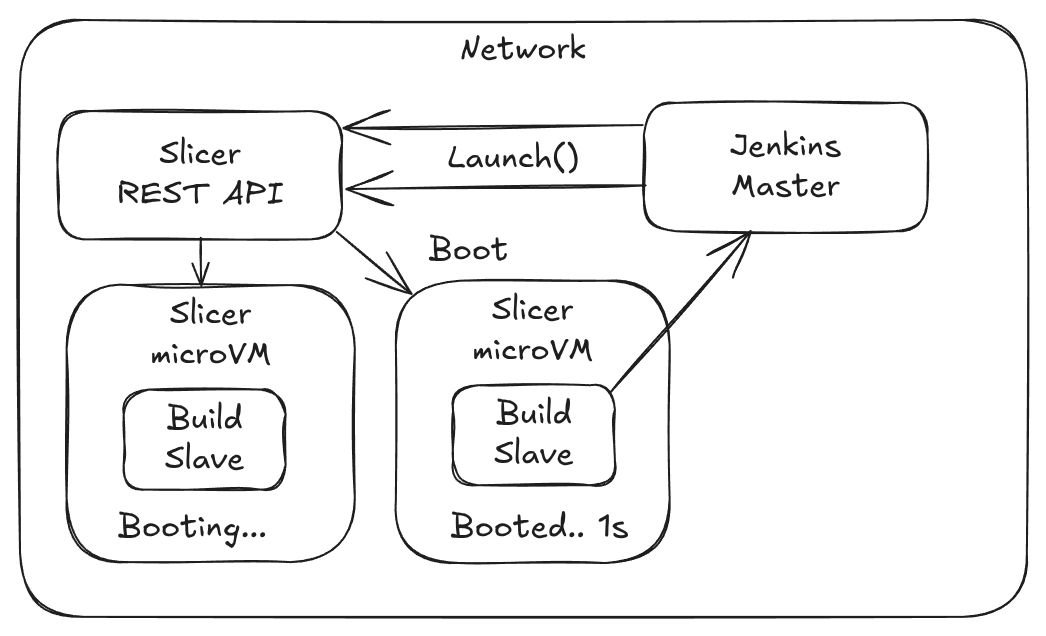 Network
Slicer
REST API
Launch()
Jenkins
Master
Boot
Slicer
microVM
Build
Slave
Booting...
Slicer
microVM
Build
Slave
Booted.. 1s